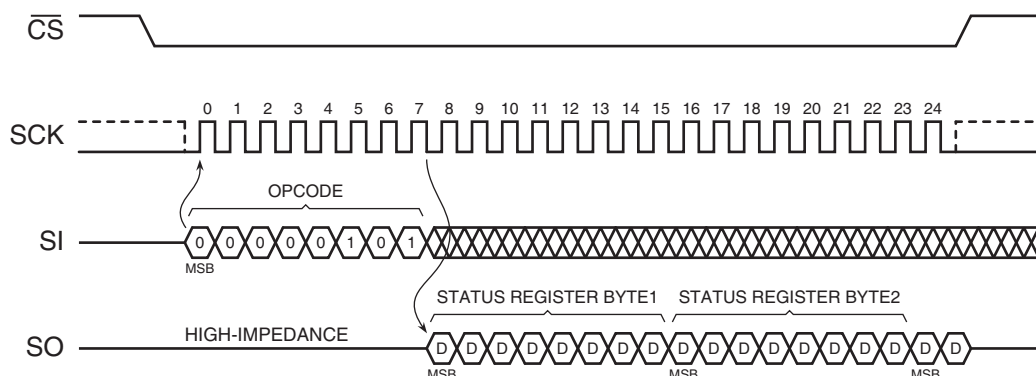 CS
0 1 2 3 4 5 6 7 8 9 10 11 12 13 14 15 16 17 18 19 20 21 22 23 24
SCK
OPCODE
SI 0 0 0 0 0 1 0 1
MSB
STATUS REGISTER BYTE1 STATUS REGISTER BYTE2
HIGH-IMPEDANCE
SO D D D D D D D D D D D D D D D D D D
MSB MSB MSB